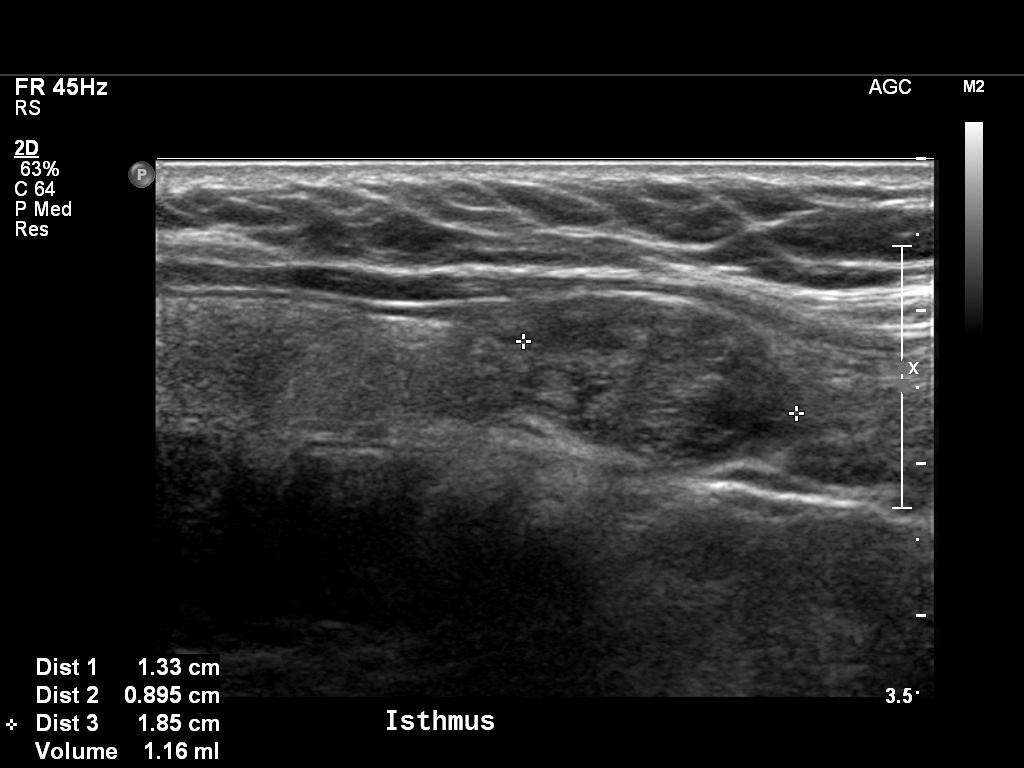 FR 45Hz
RS
AGC
M2
2D
63%
C 64
P Med
Res
P
X
3.5
Dist 1 1.33 cm
Dist 2 0.895 cm
Dist 3 1.85 cm
Volume 1.16 ml
Isthmus